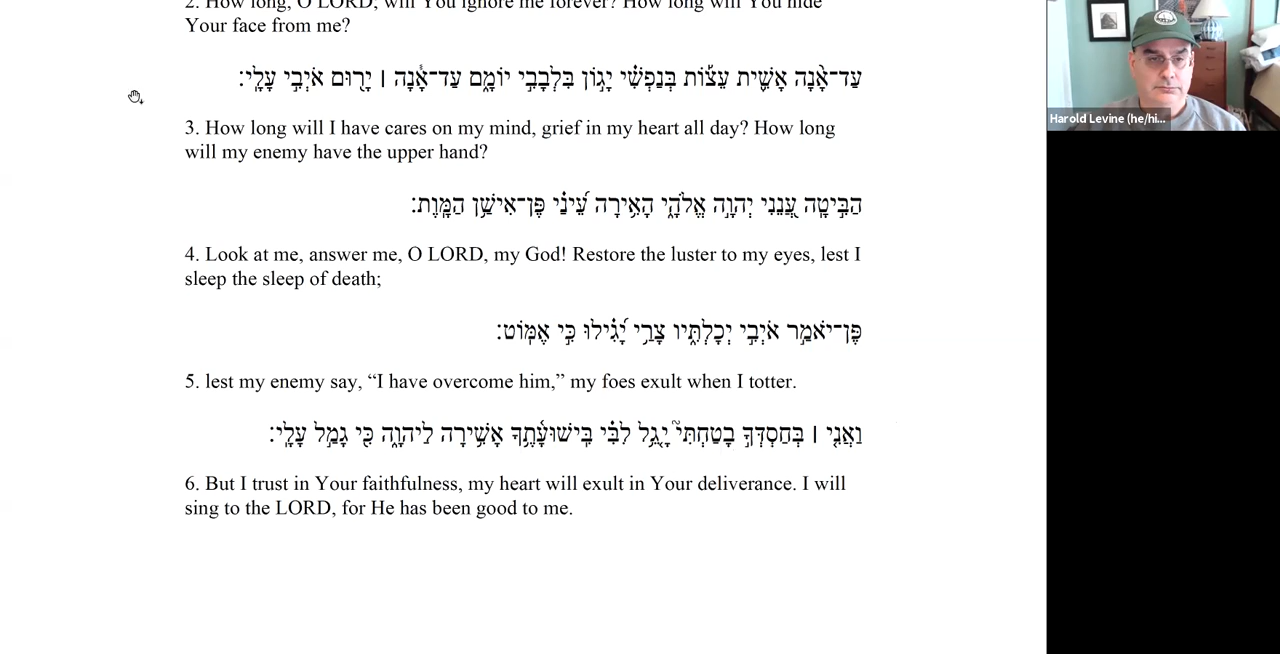 2. How long, O LORD; will You ignore me forever? How long will You hide
Your face from me?
עַד־אָ֨נָה אָשִׁ֪ית עֵצ֡וֹת בְּנַפְשִׁ֗י יָג֣וֹן בִּלְבָבִ֣י יוֹמָ֑ם עַד־אָ֓נָה ׀ יָר֖וּם אֹיְבִ֣י עָלָֽי׃
3. How long will I have cares on my mind, grief in my heart all day? How long
will my enemy have the upper hand?
הַבִּ֣יטָֽה עֲ֭נֵנִי יְהוָ֣ה אֱלֹהָ֑י הָאִ֥ירָה עֵ֝ינַ֗י פֶּן־אִישַׁ֥ן הַמָּֽוֶת׃
4. Look at me, answer me, O LORD, my God! Restore the luster to my eyes, lest I
sleep the sleep of death;
פֶּן־יֹאמַ֣ר אֹיְבִ֣י יְכָלְתִּ֑יו צָרַ֥י יָ֝גִ֗ילוּ כִּ֣י אֶמּֽוֹט׃
5. lest my enemy say, “I have overcome him,” my foes exult when I totter.
וַאֲנִ֤י ׀ בְּחַסְדְּךָ֣ בָטַחְתִּי֮ יָ֤גֵ֥ל לִבִּ֗י בִּֽישׁוּעָ֫תֶ֥ךָ אָשִׁ֥ירָה לַיהוָ֑ה כִּ֖י גָמַ֣ל עָלָֽי׃
6. But I trust in Your faithfulness, my heart will exult in Your deliverance. I will
sing to the LORD, for He has been good to me.
Harold Levine (he/hi...